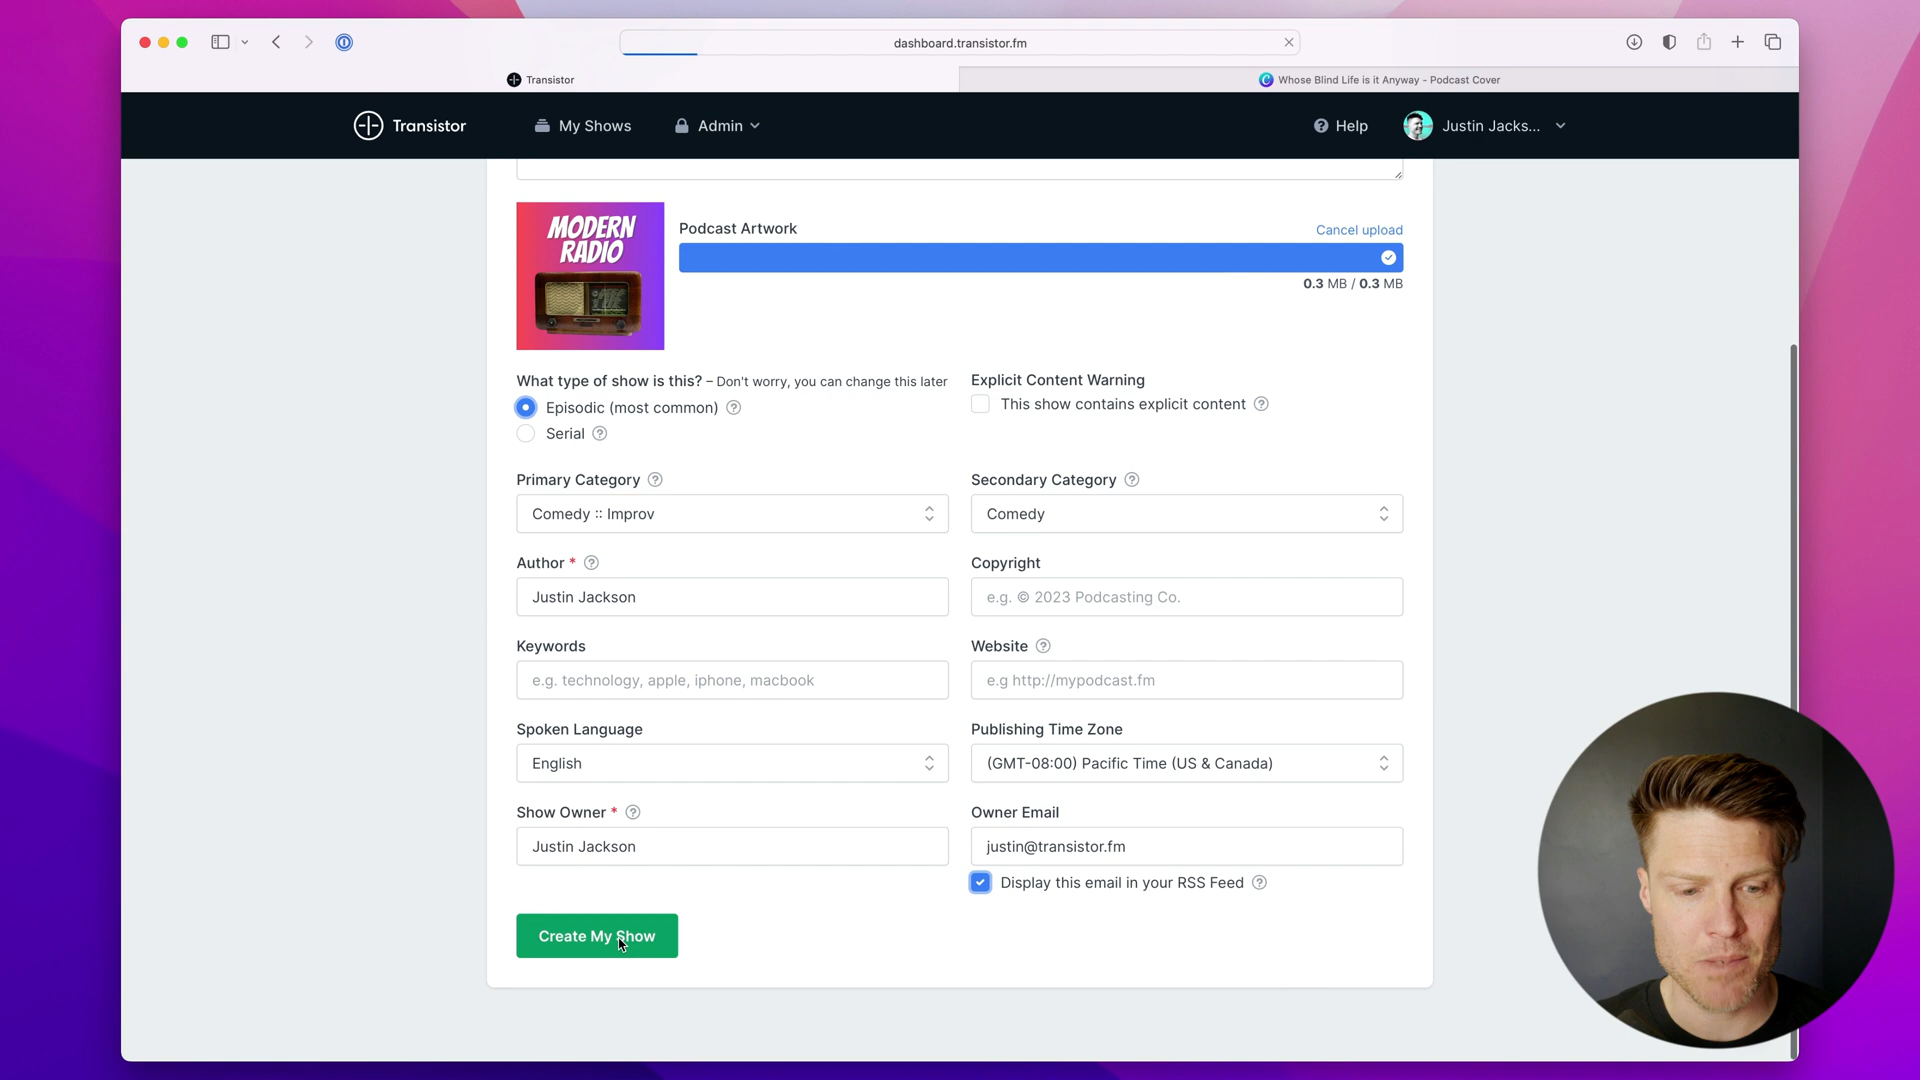 dashboard.transistor.fm
Transistor
Whose Blind Life is it Anyway - Podcast Cover
Transistor
My Shows
Admin
Help
Justin Jacks...
MODERN
RADIO
Podcast Artwork
Cancel upload
0.3 MB / 0.3 MB
What type of show is this? – Don't worry, you can change this later
Episodic (most common)
Serial
Explicit Content Warning
This show contains explicit content
Primary Category
Comedy :: Improv
Secondary Category
Comedy
Author *
Justin Jackson
Copyright
e.g. © 2023 Podcasting Co.
Keywords
e.g. technology, apple, iphone, macbook
Website
e.g http://mypodcast.fm
Spoken Language
English
Publishing Time Zone
(GMT-08:00) Pacific Time (US & Canada)
Show Owner *
Justin Jackson
Owner Email
justin@transistor.fm
Display this email in your RSS Feed
Create My Show